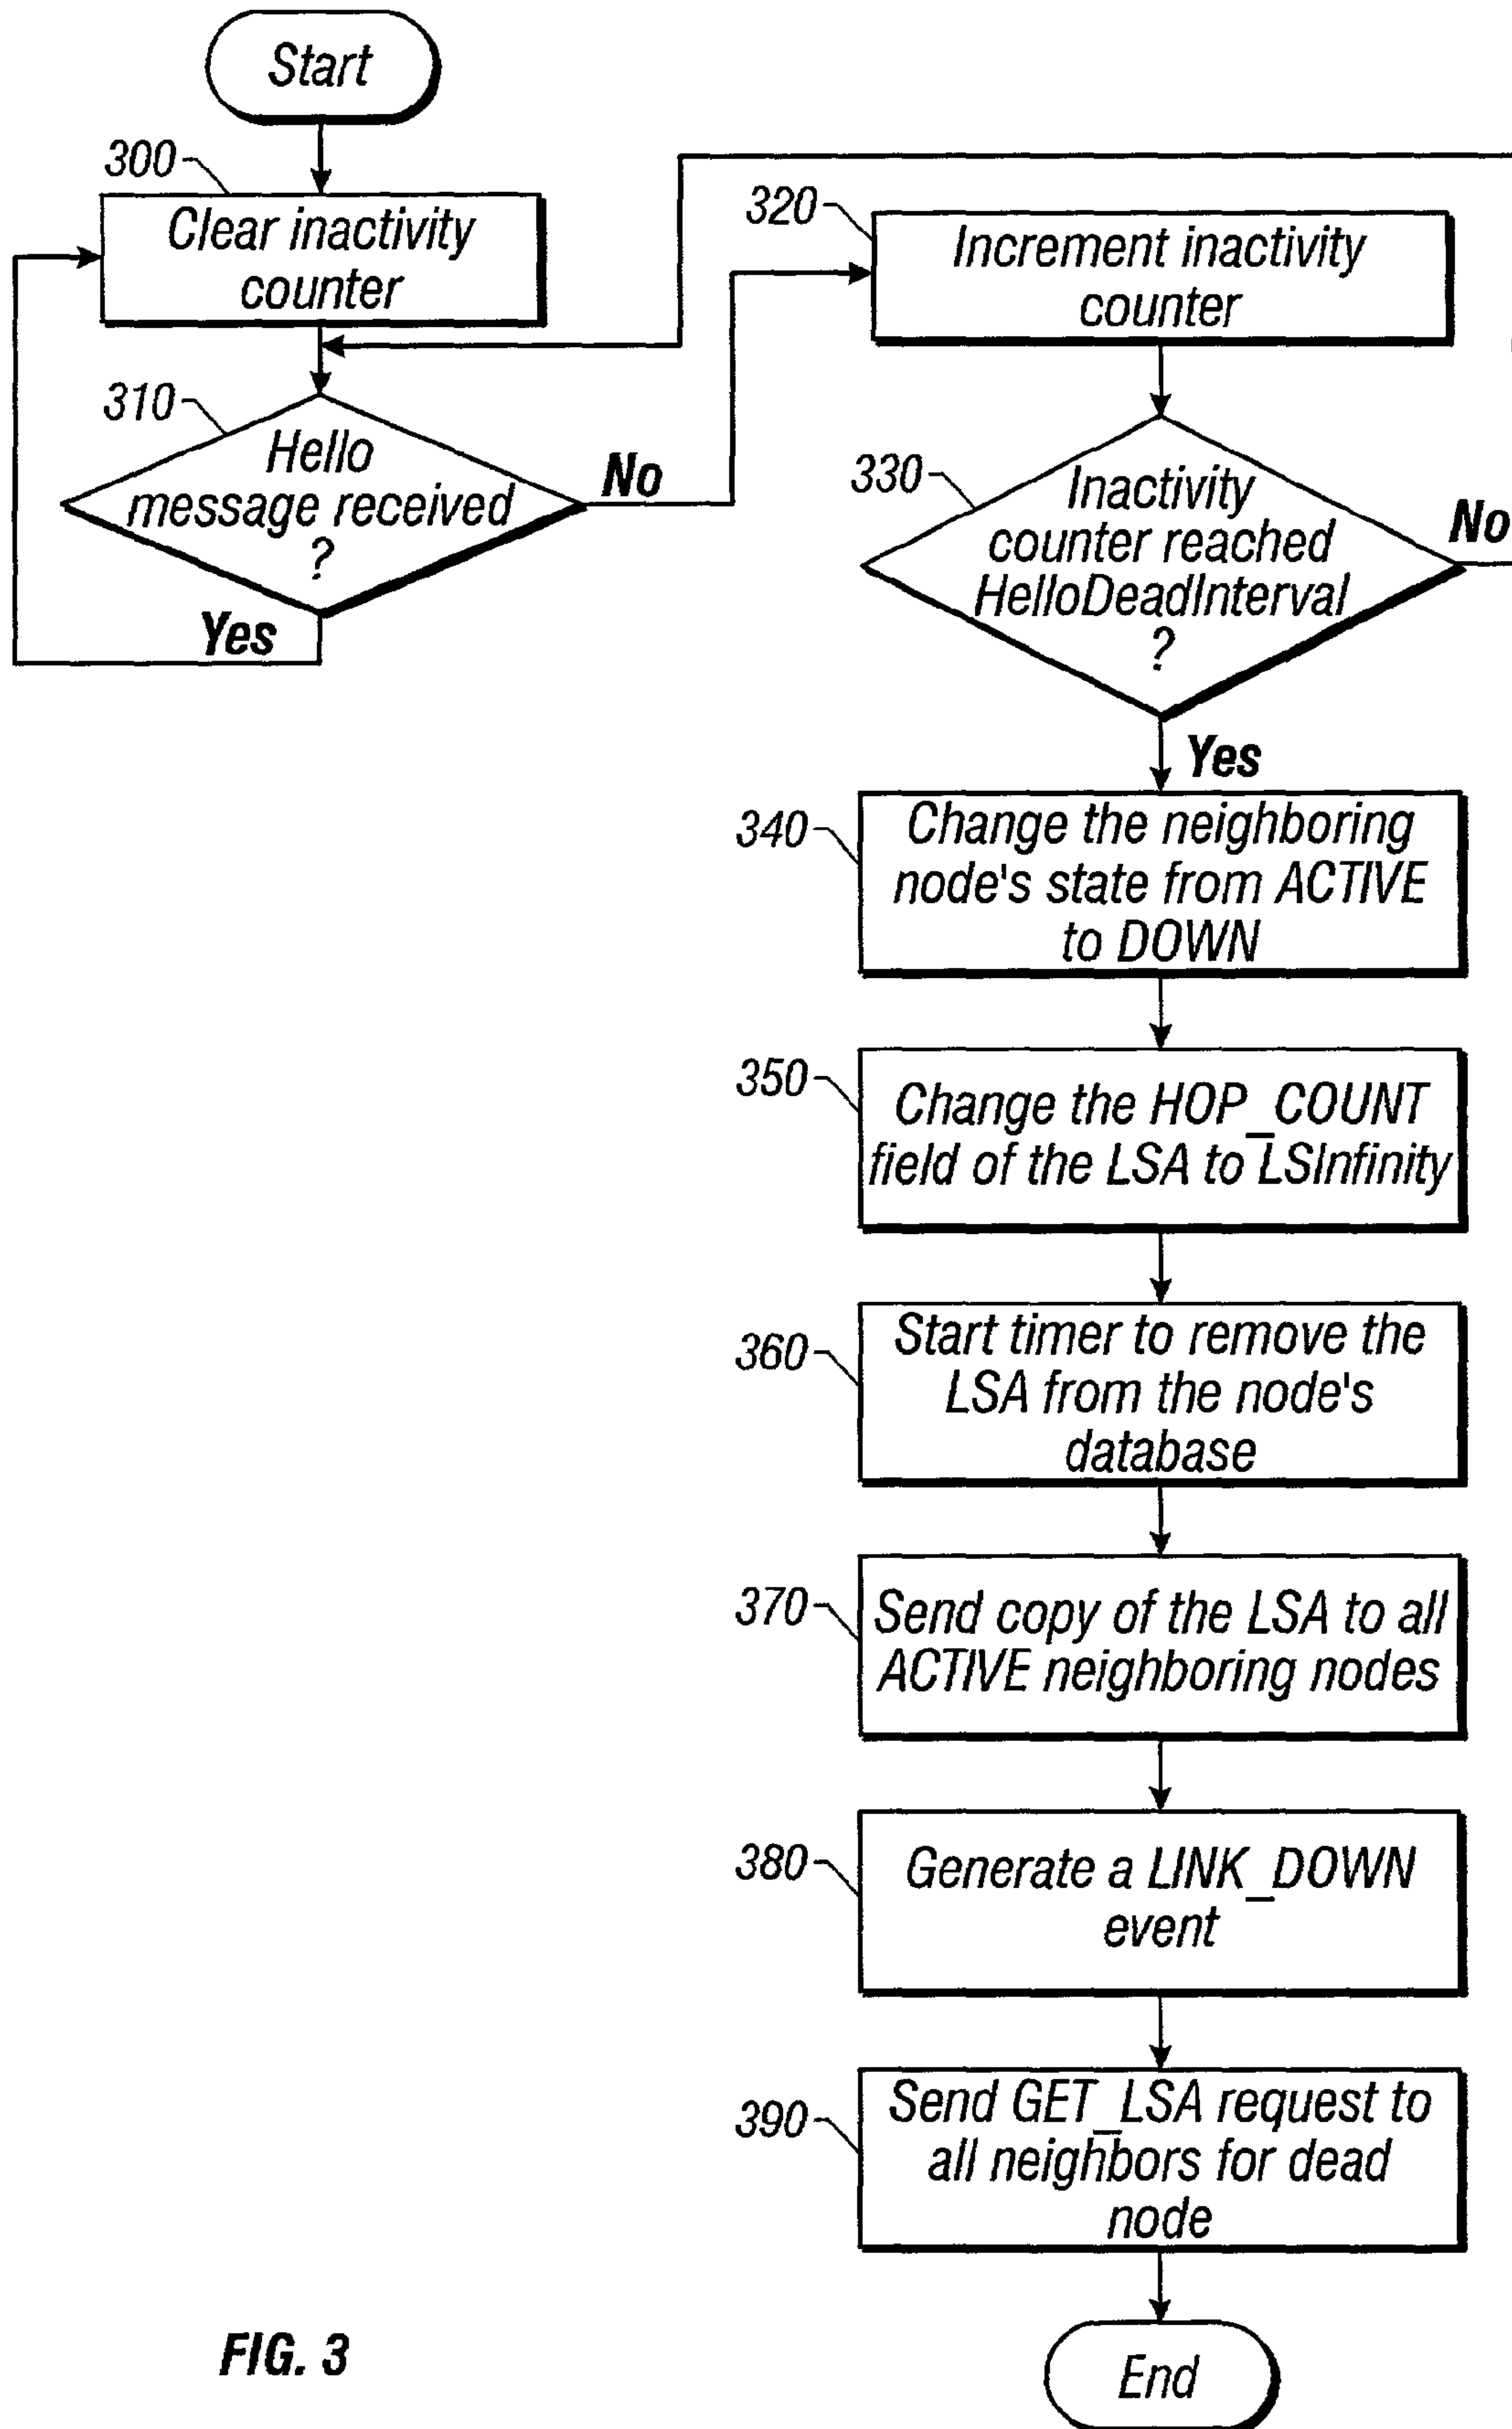 Start
300
Clear inactivity
counter
310
Hello
message received
?
No
Yes
320
Increment inactivity
counter
330
Inactivity
counter reached
HelloDeadInterval
?
No
Yes
340
Change the neighboring
node's state from ACTIVE
to DOWN
350
Change the HOP_COUNT
field of the LSA to LSInfinity
360
Start timer to remove the
LSA from the node's
database
370
Send copy of the LSA to all
ACTIVE neighboring nodes
380
Generate a LINK_DOWN
event
390
Send GET_LSA request to
all neighbors for dead
node
End
FIG. 3